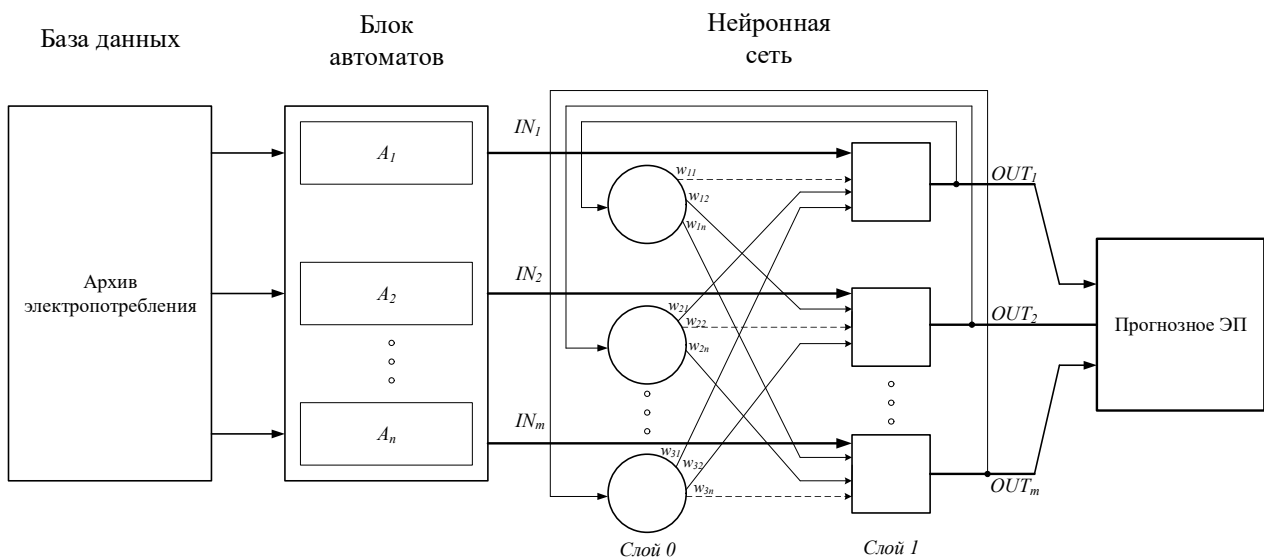 База данных
Блок
автоматов
Нейронная
сеть
Архив
электропотребления
A1
A2
An
IN1
IN2
INm
w11
w12
w1n
w21
w22
w2n
w31
w32
w3n
OUT1
OUT2
OUTm
Прогнозное ЭП
Слой 0
Слой 1